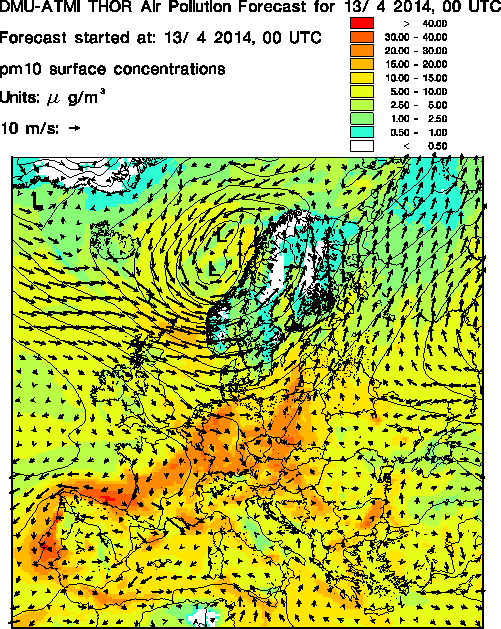 DMU-ATMI THOR Air Pollution Forecast for 13/ 4 2014, 00 UTC
Forecast started at: 13/ 4 2014, 00 UTC
pm10 surface concentrations
Units: μ g/m³
10 m/s: →
> 40.00
30.00 - 40.00
20.00 - 30.00
15.00 - 20.00
10.00 - 15.00
5.00 - 10.00
2.50 - 5.00
1.00 - 2.50
0.50 - 1.00
< 0.50
L
L
L